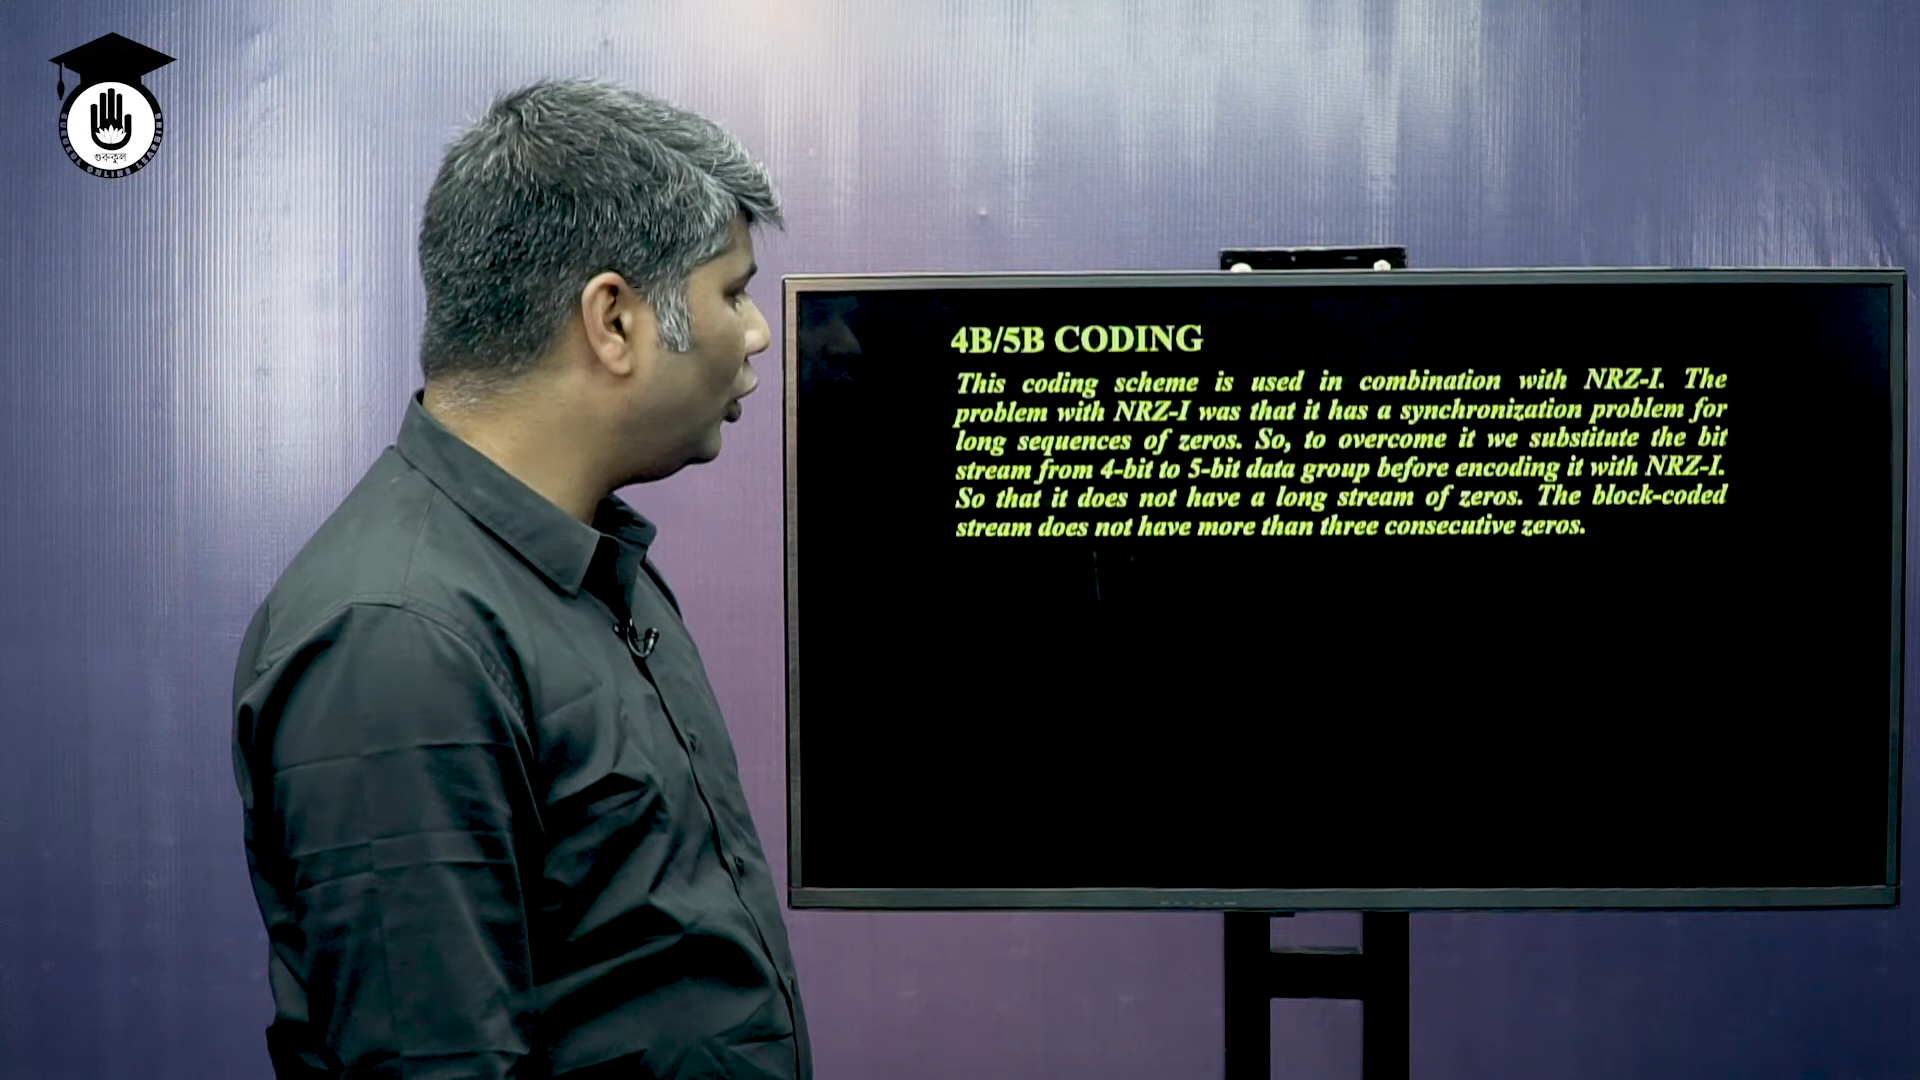 গুরুকুল
GURUKUL ONLINE LEARNING
4B/5B CODING
This coding scheme is used in combination with NRZ-I. The
problem with NRZ-I was that it has a synchronization problem for
long sequences of zeros. So, to overcome it we substitute the bit
stream from 4-bit to 5-bit data group before encoding it with NRZ-I.
So that it does not have a long stream of zeros. The block-coded
stream does not have more than three consecutive zeros.